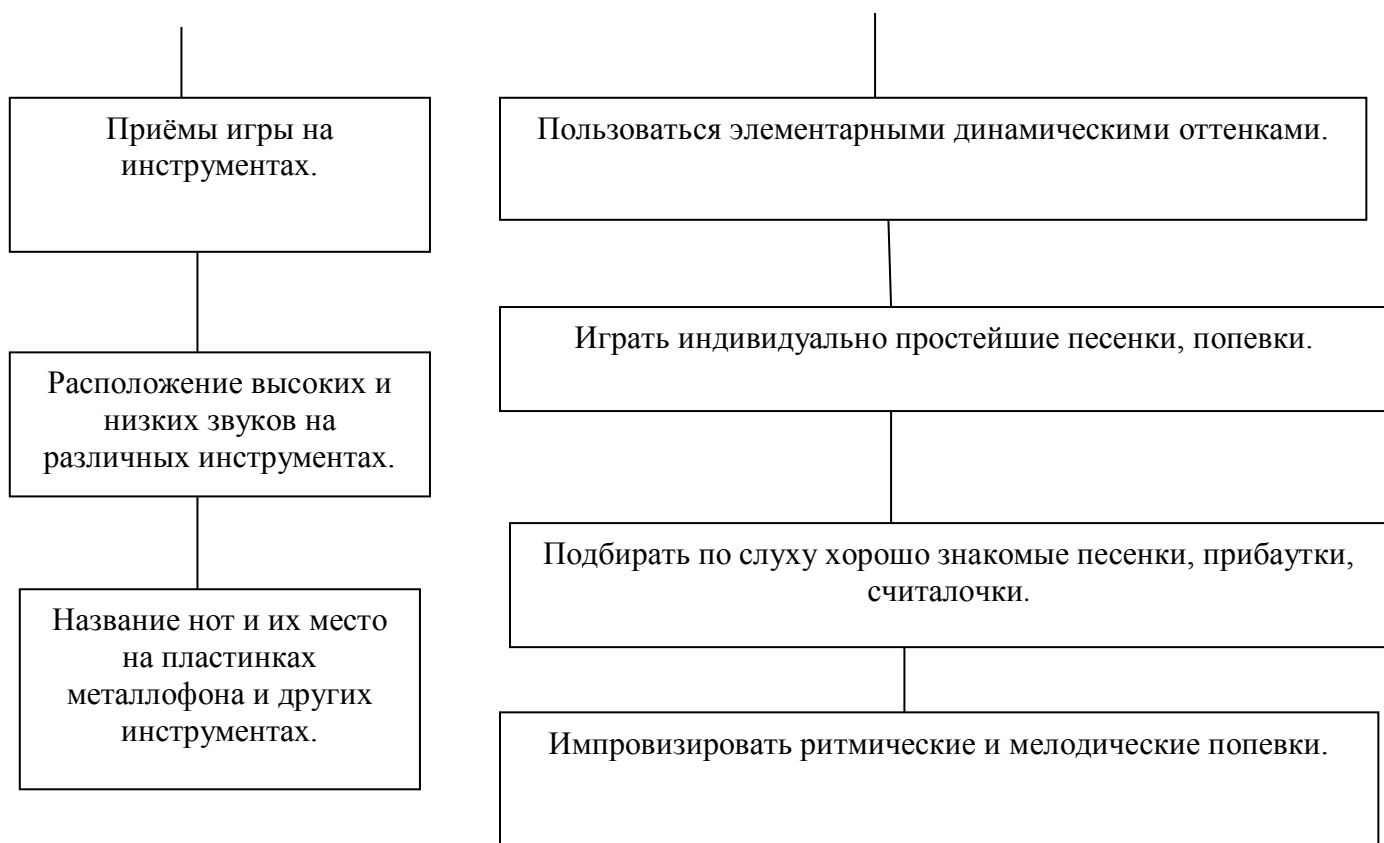 Приёмы игры на
инструментах.
Расположение высоких и
низких звуков на
различных инструментах.
Название нот и их место
на пластинках
металлофона и других
инструментах.
Пользоваться элементарными динамическими оттенками.
Играть индивидуально простейшие песенки, попевки.
Подбирать по слуху хорошо знакомые песенки, прибаутки,
считалочки.
Импровизировать ритмические и мелодические попевки.